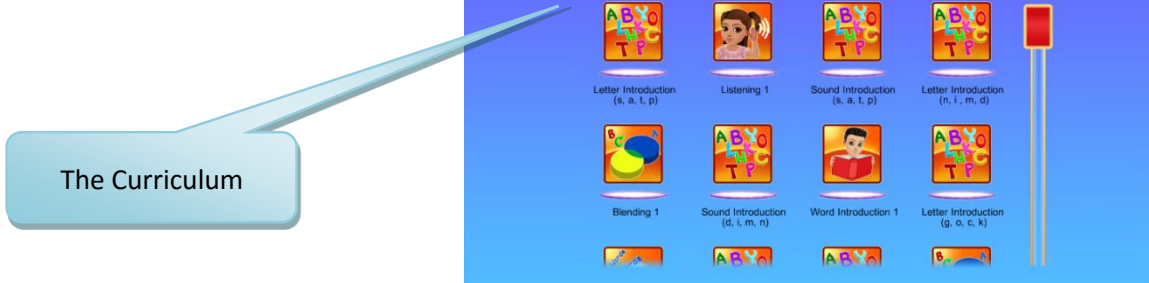 The Curriculum
Letter Introduction
(s, a, t, p)
Listening 1
Sound Introduction
(s, a, t, p)
Letter Introduction
(n, i , m, d)
Blending 1
Sound Introduction
(d, i, m, n)
Word Introduction 1
Letter Introduction
(g, o, c, k)